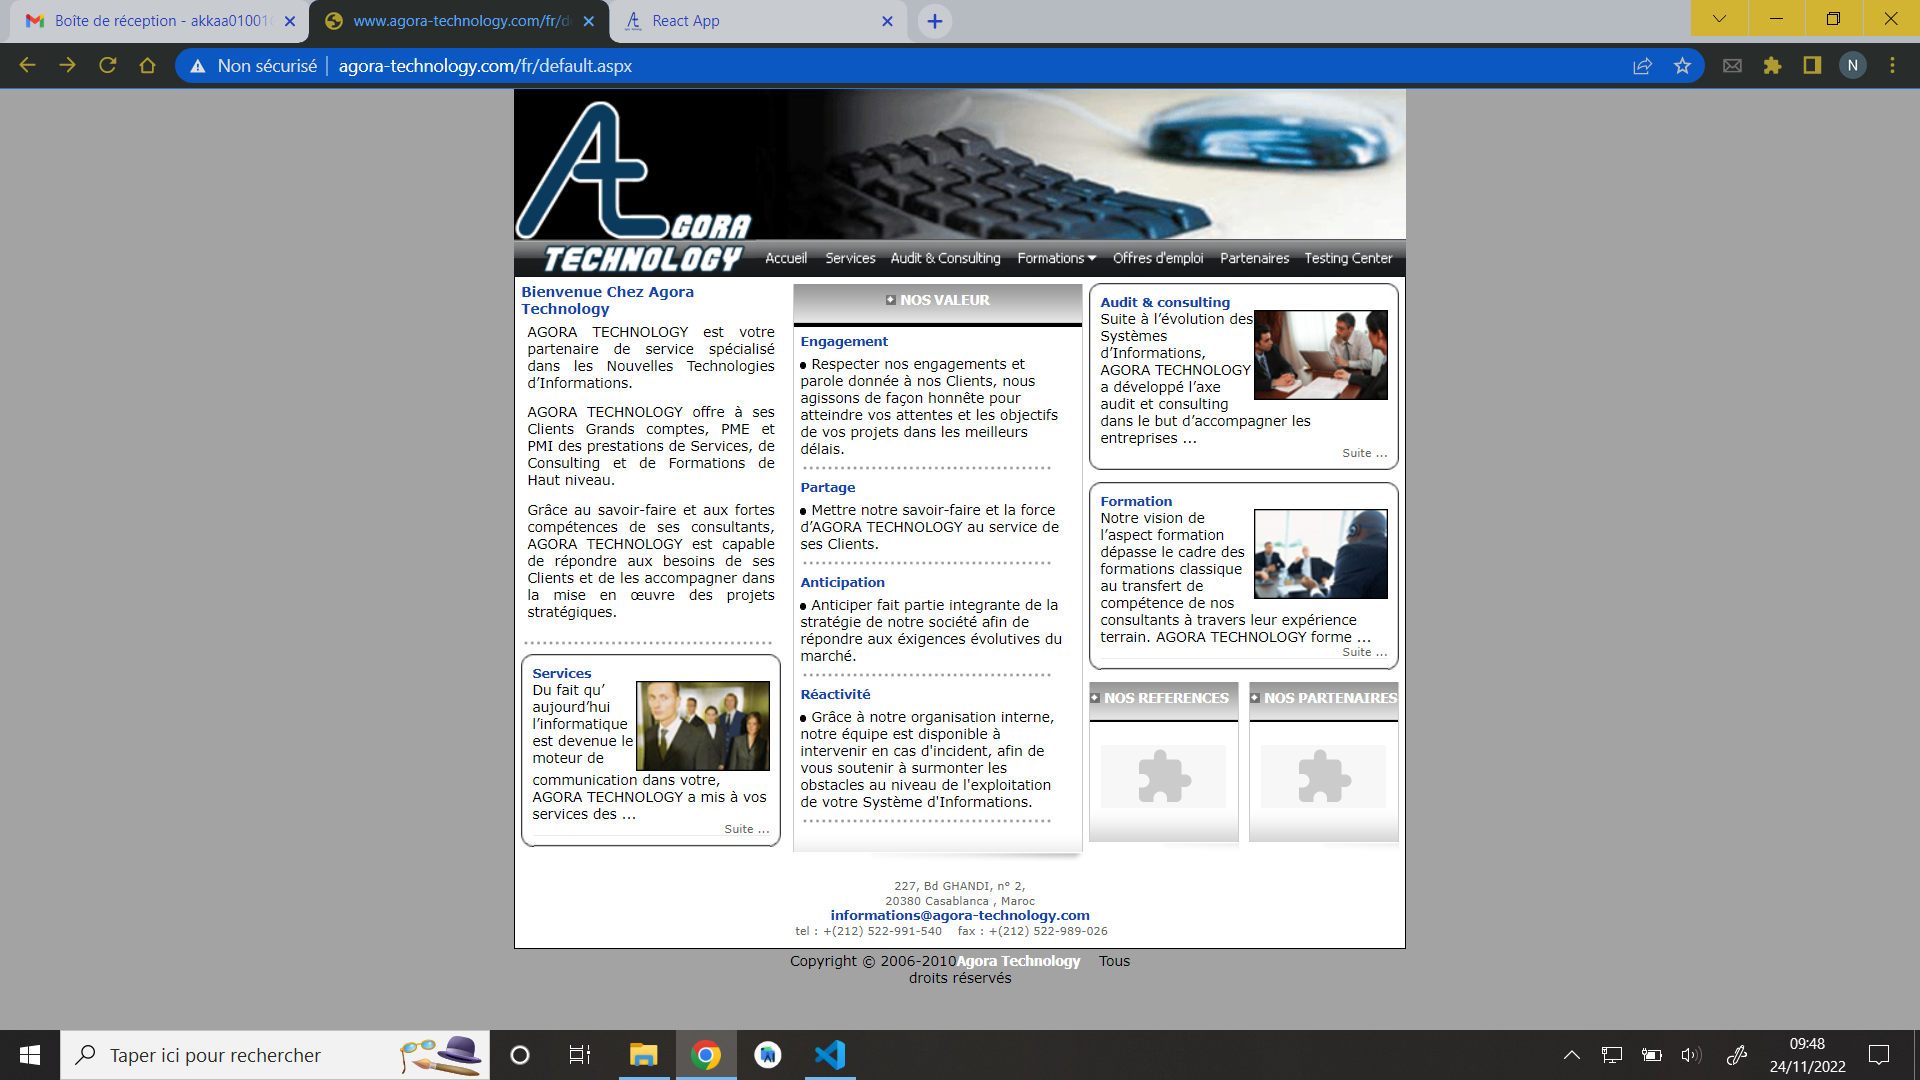 Boîte de réception - akkaa01001
www.agora-technology.com/fr/d
React App
Non sécurisé
agora-technology.com/fr/default.aspx
N
At
GORA
TECHNOLOGY
Accueil
Services
Audit & Consulting
Formations
Offres d'emploi
Partenaires
Testing Center
Bienvenue Chez Agora
Technology
AGORA TECHNOLOGY est votre
partenaire de service spécialisé
dans les Nouvelles Technologies
d’Informations.
AGORA TECHNOLOGY offre à ses
Clients Grands comptes, PME et
PMI des prestations de Services, de
Consulting et de Formations de
Haut niveau.
Grâce au savoir-faire et aux fortes
compétences de ses consultants,
AGORA TECHNOLOGY est capable
de répondre aux besoins de ses
Clients et de les accompagner dans
la mise en œuvre des projets
stratégiques.
Services
Du fait qu’
aujourd’hui
l’informatique
est devenue le
moteur de
communication dans votre,
AGORA TECHNOLOGY a mis à vos
services des ...
Suite ...
NOS VALEUR
Engagement
Respecter nos engagements et
parole donnée à nos Clients, nous
agissons de façon honnête pour
atteindre vos attentes et les objectifs
de vos projets dans les meilleurs
délais.
Partage
Mettre notre savoir-faire et la force
d’AGORA TECHNOLOGY au service de
ses Clients.
Anticipation
Anticiper fait partie integrante de la
stratégie de notre société afin de
répondre aux éxigences évolutives du
marché.
Réactivité
Grâce à notre organisation interne,
notre équipe est disponible à
intervenir en cas d'incident, afin de
vous soutenir à surmonter les
obstacles au niveau de l'exploitation
de votre Système d'Informations.
Audit & consulting
Suite à l’évolution des
Systèmes
d’Informations,
AGORA TECHNOLOGY
a développé l’axe
audit et consulting
dans le but d’accompagner les
entreprises ...
Suite ...
Formation
Notre vision de
l’aspect formation
dépasse le cadre des
formations classique
au transfert de
compétence de nos
consultants à travers leur expérience
terrain. AGORA TECHNOLOGY forme ...
Suite ...
NOS REFERENCES
NOS PARTENAIRES
227, Bd GHANDI, n° 2,
20380 Casablanca , Maroc
informations@agora-technology.com
tel : +(212) 522-991-540 fax : +(212) 522-989-026
Copyright © 2006-2010Agora Technology Tous
droits réservés
Taper ici pour rechercher
09:48
24/11/2022